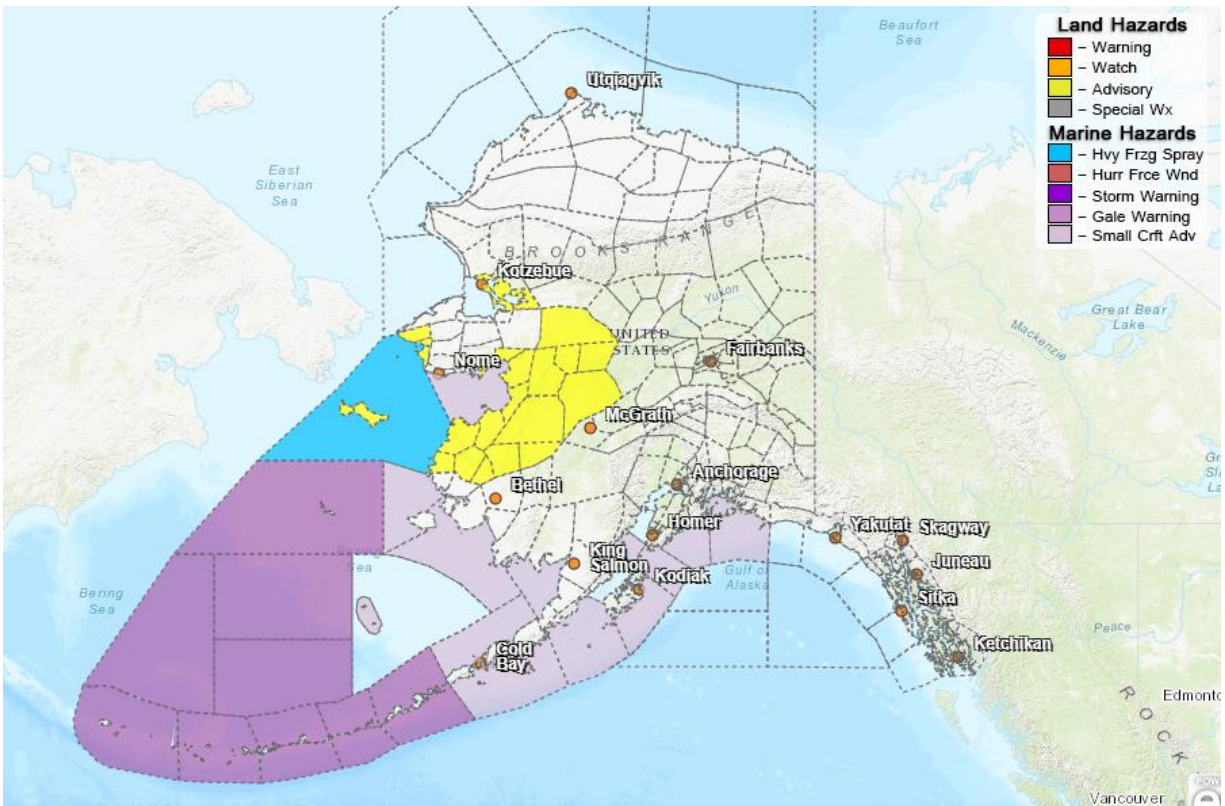 Land Hazards
– Warning
– Watch
– Advisory
– Special Wx
Marine Hazards
– Hvy Frzg Spray
– Hurr Frce Wnd
– Storm Warning
– Gale Warning
– Small Crft Adv
Beaufort
Sea
Utqiagvik
East
Siberian
Sea
BROOKS RANGE
Kotzebue
Yukon
Great Bear
Lake
Mackenzie
UNITED
STATES
Fairbanks
Nome
McGrath
Anchorage
Bethel
Homer
Yakutat
Skagway
King
Salmon
Juneau
Kodiak
Gulf of
Alaska
Sea
Bering
Sea
Sitka
Peace
Ketchikan
Cold
Bay
ROCK
Edmonto
Vancouver